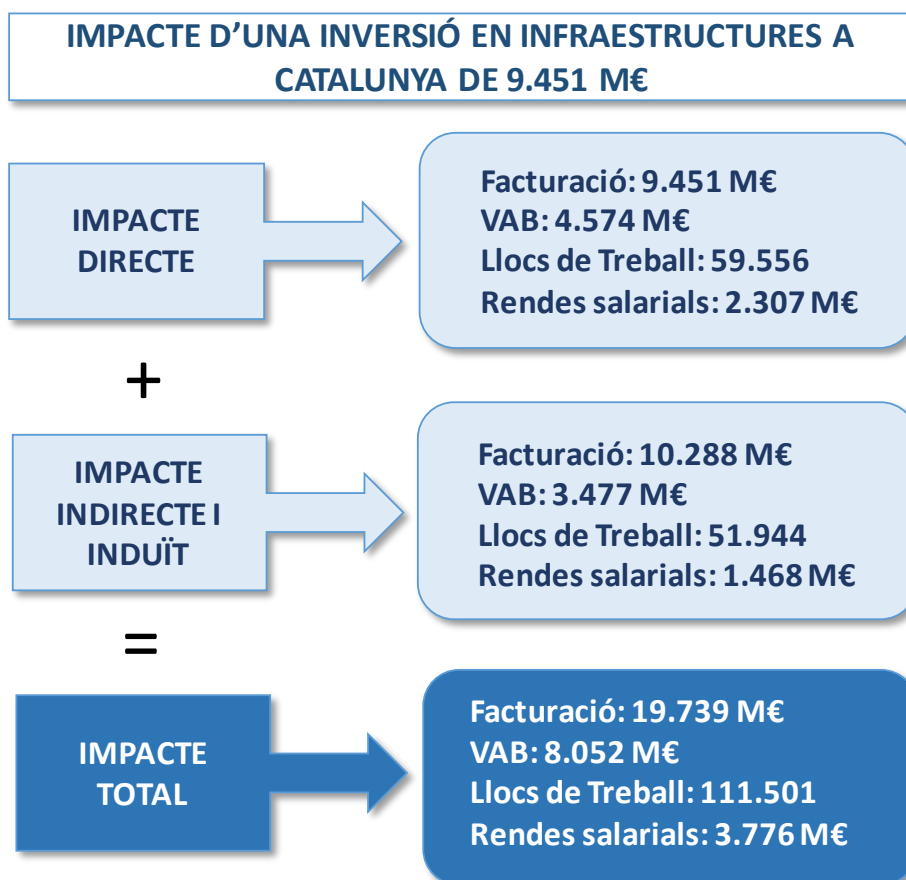 IMPACTE D’UNA INVERSIÓ EN INFRAESTRUCTURES A
CATALUNYA DE 9.451 M€
IMPACTE
DIRECTE
Facturació: 9.451 M€
VAB: 4.574 M€
Llocs de Treball: 59.556
Rendes salarials: 2.307 M€
+
IMPACTE
INDIRECTE I
INDUÏT
Facturació: 10.288 M€
VAB: 3.477 M€
Llocs de Treball: 51.944
Rendes salarials: 1.468 M€
=
IMPACTE
TOTAL
Facturació: 19.739 M€
VAB: 8.052 M€
Llocs de Treball: 111.501
Rendes salarials: 3.776 M€